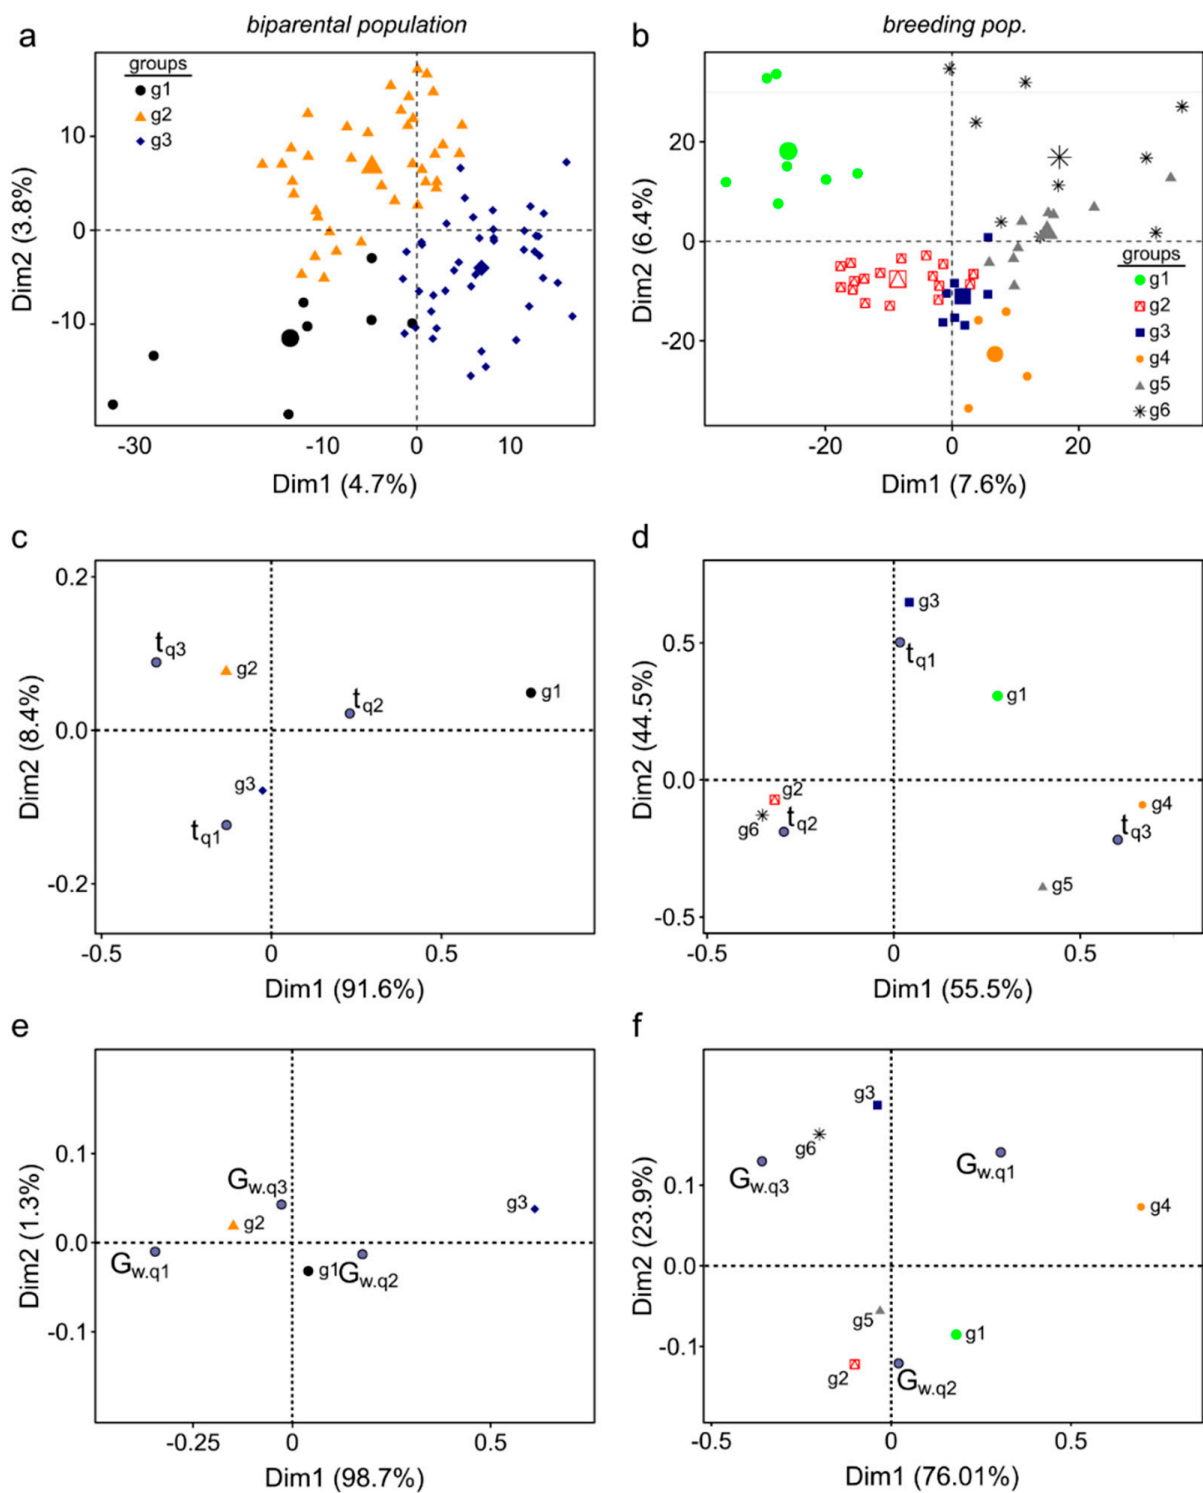 a
biparental population
groups
g1
g2
g3
10
0
-10
Dim2 (3.8%)
-30
-10
0
10
Dim1 (4.7%)
b
breeding pop.
20
0
-20
Dim2 (6.4%)
groups
g1
g2
g3
g4
g5
g6
-20
0
20
Dim1 (7.6%)
c
0.2
0.0
-0.2
Dim2 (8.4%)
tq3
g2
tq2
g1
g3
tq1
-0.5
0
0.5
Dim1 (91.6%)
d
0.5
0.0
-0.5
Dim2 (44.5%)
g3
tq1
g1
g2
g6
tq2
g4
tq3
g5
-0.5
0
0.5
Dim1 (55.5%)
e
0.1
0.0
-0.1
Dim2 (1.3%)
Gw.q3
g2
g3
Gw.q1
g1
Gw.q2
-0.25
0
0.5
Dim1 (98.7%)
f
0.1
0.0
-0.1
Dim2 (23.9%)
g3
g6
Gw.q3
Gw.q1
g4
g5
g1
g2
Gw.q2
-0.5
0
0.5
Dim1 (76.01%)